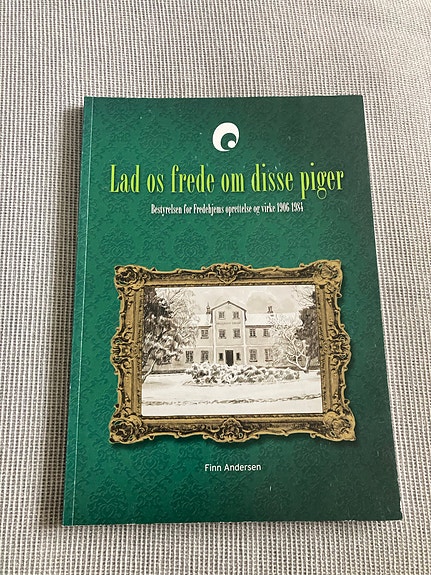 Lad os frede om disse piger
Bestyrelsen for Fredehjems oprettelse og virke 1906-1984
Finn Andersen